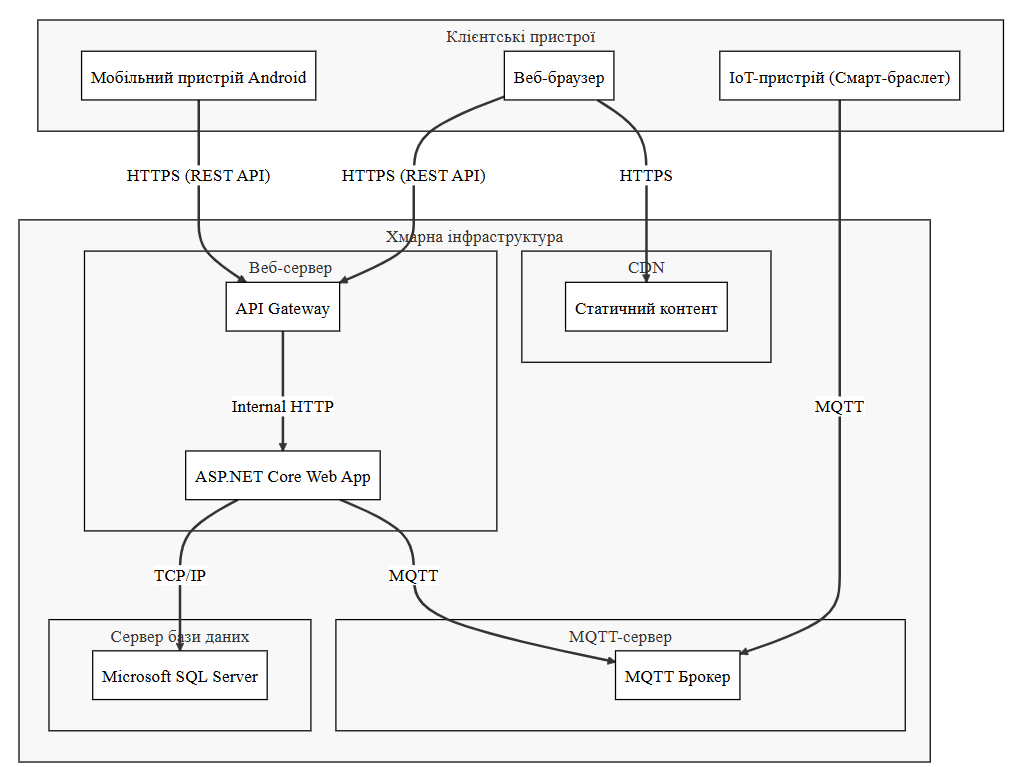 Клієнтські пристрої
Мобільний пристрій Android
Веб-браузер
IoT-пристрій (Смарт-браслет)
HTTPS (REST API)
HTTPS (REST API)
HTTPS
Хмарна інфраструктура
Веб-сервер
CDN
API Gateway
Статичний контент
Internal HTTP
MQTT
ASP.NET Core Web App
TCP/IP
MQTT
Сервер бази даних
MQTT-сервер
Microsoft SQL Server
MQTT Брокер